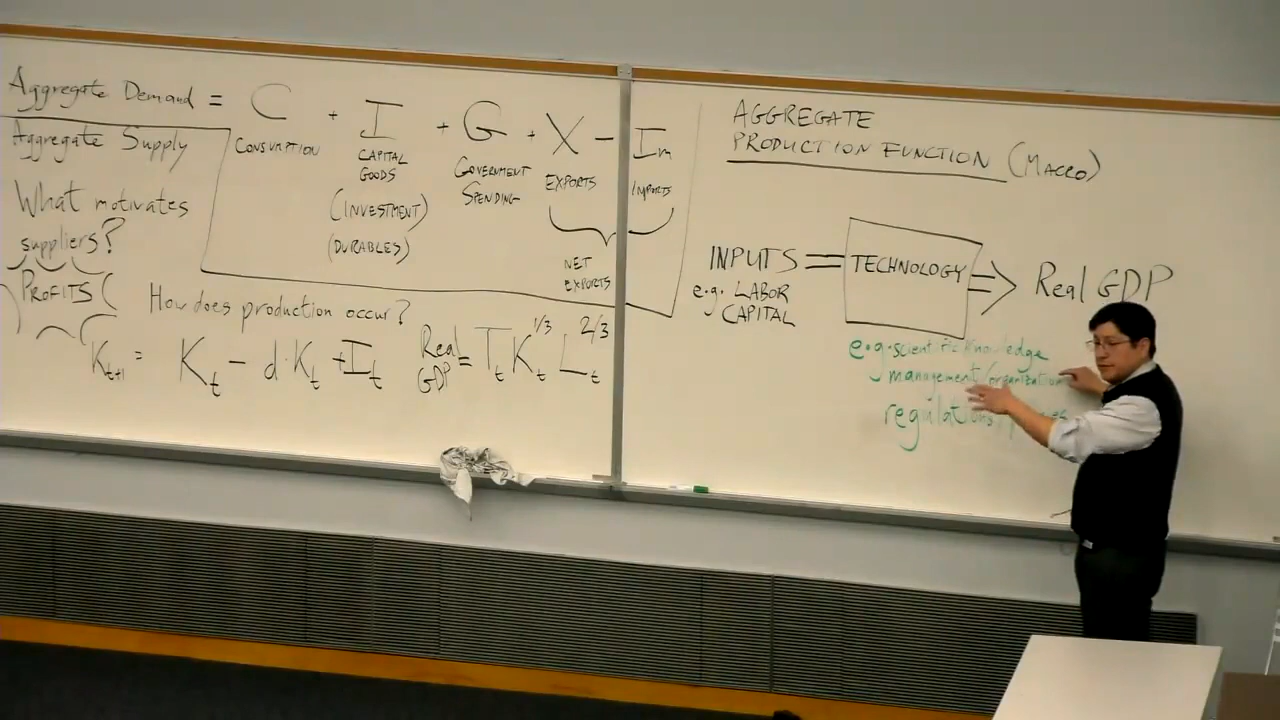 Aggregate Demand = C + I + G + X - Im
CONSUMPTION
CAPITAL
GOODS
(INVESTMENT)
(DURABLES)
GOVERNMENT
SPENDING
EXPORTS
IMPORTS
NET
EXPORTS
Aggregate Supply
What motivates
suppliers?
PROFITS
How does production occur?
Kt+1 = Kt - d·Kt + It
Real GDP = Tt Kt^1/3 Lt^2/3
AGGREGATE
PRODUCTION FUNCTION (MACRO)
INPUTS
e.g. LABOR
CAPITAL
TECHNOLOGY
Real GDP
e.g. scientific knowledge
management/organization
regulations